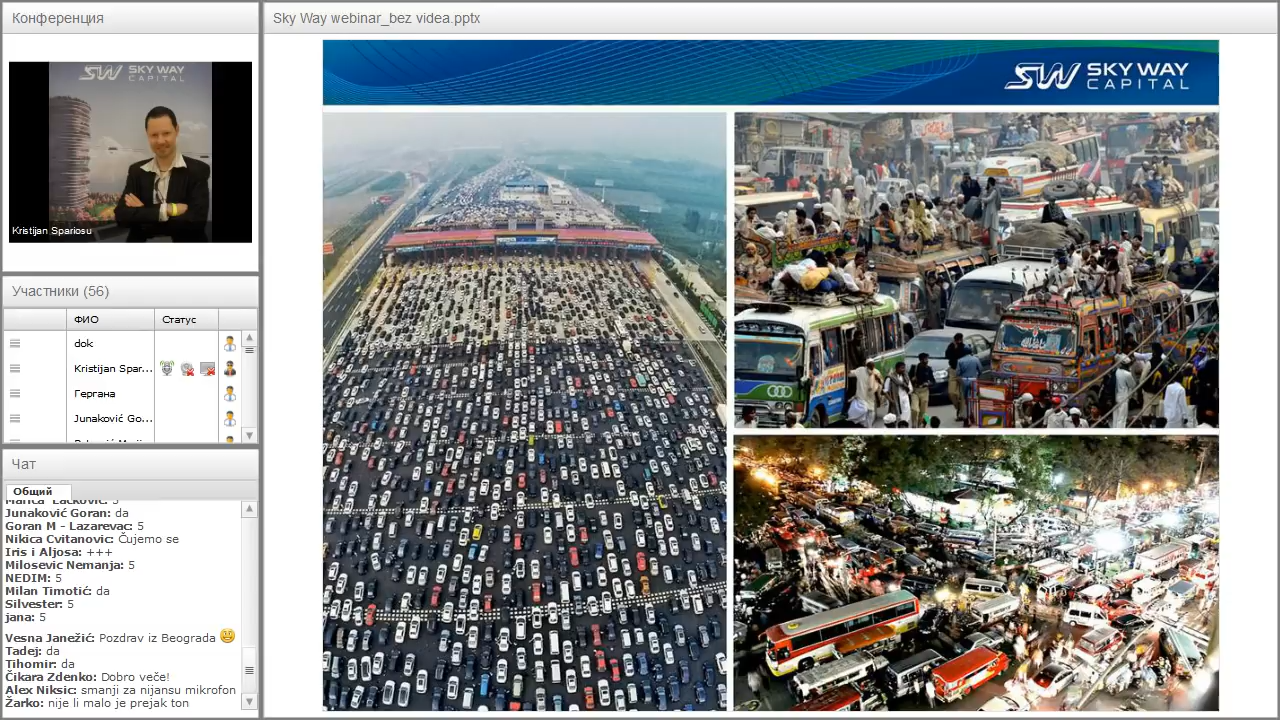 Конференция
SKY WAY
CAPITAL
Kristijan Spariosu
Участники (56)
ФИО
Статус
dok
Kristijan Spar...
Гергана
Junaković Go...
Чат
Общий
Marica Lackovic: 5
Junaković Goran: da
Goran M - Lazarevac: 5
Nikica Cvitanovic: Čujemo se
Iris i Aljosa: +++
Milosevic Nemanja: 5
NEDIM: 5
Milan Timotić: da
Silvester: 5
jana: 5
Vesna Janežić: Pozdrav iz Beograda
Tadej: da
Tihomir: da
Čikara Zdenko: Dobro veče!
Alex Niksic: smanji za nijansu mikrofon
Žarko: nije li malo je prejak ton
Sky Way webinar_bez videa.pptx
SW SKY WAY
CAPITAL